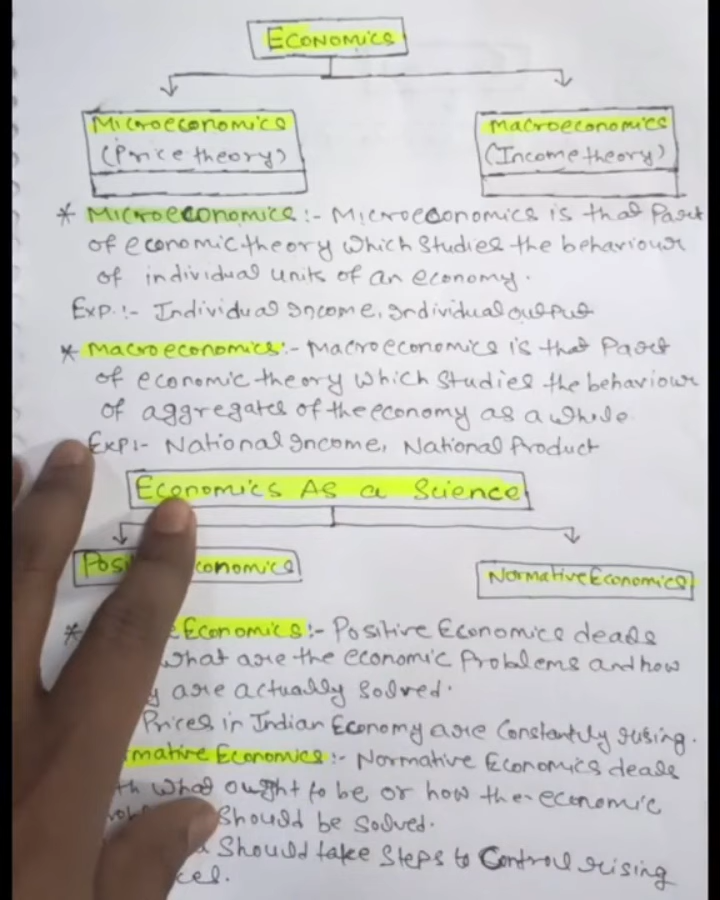 Economics
Microeconomics
(Price theory)
Macroeconomics
(Income theory)
* Microeconomics :- Microeconomics is that Part
of economic theory which studies the behaviour
of individual units of an economy.
Exp. :- Individual Income, Individual output
* Macroeconomics :- Macroeconomics is that Part
of economic theory which studies the behaviour
of aggregates of the economy as a whole.
Exp :- National Income, National Product
Economics As a Science
Economics
Normative Economics
* Economics :- Positive Economics deals
what are the economic Problems and how
are actually solved.
Prices in Indian Economy are Constantly rising.
Economics :- Normative Economics deals
what ought to be or how the economic
should be solved.
should take steps to Control rising